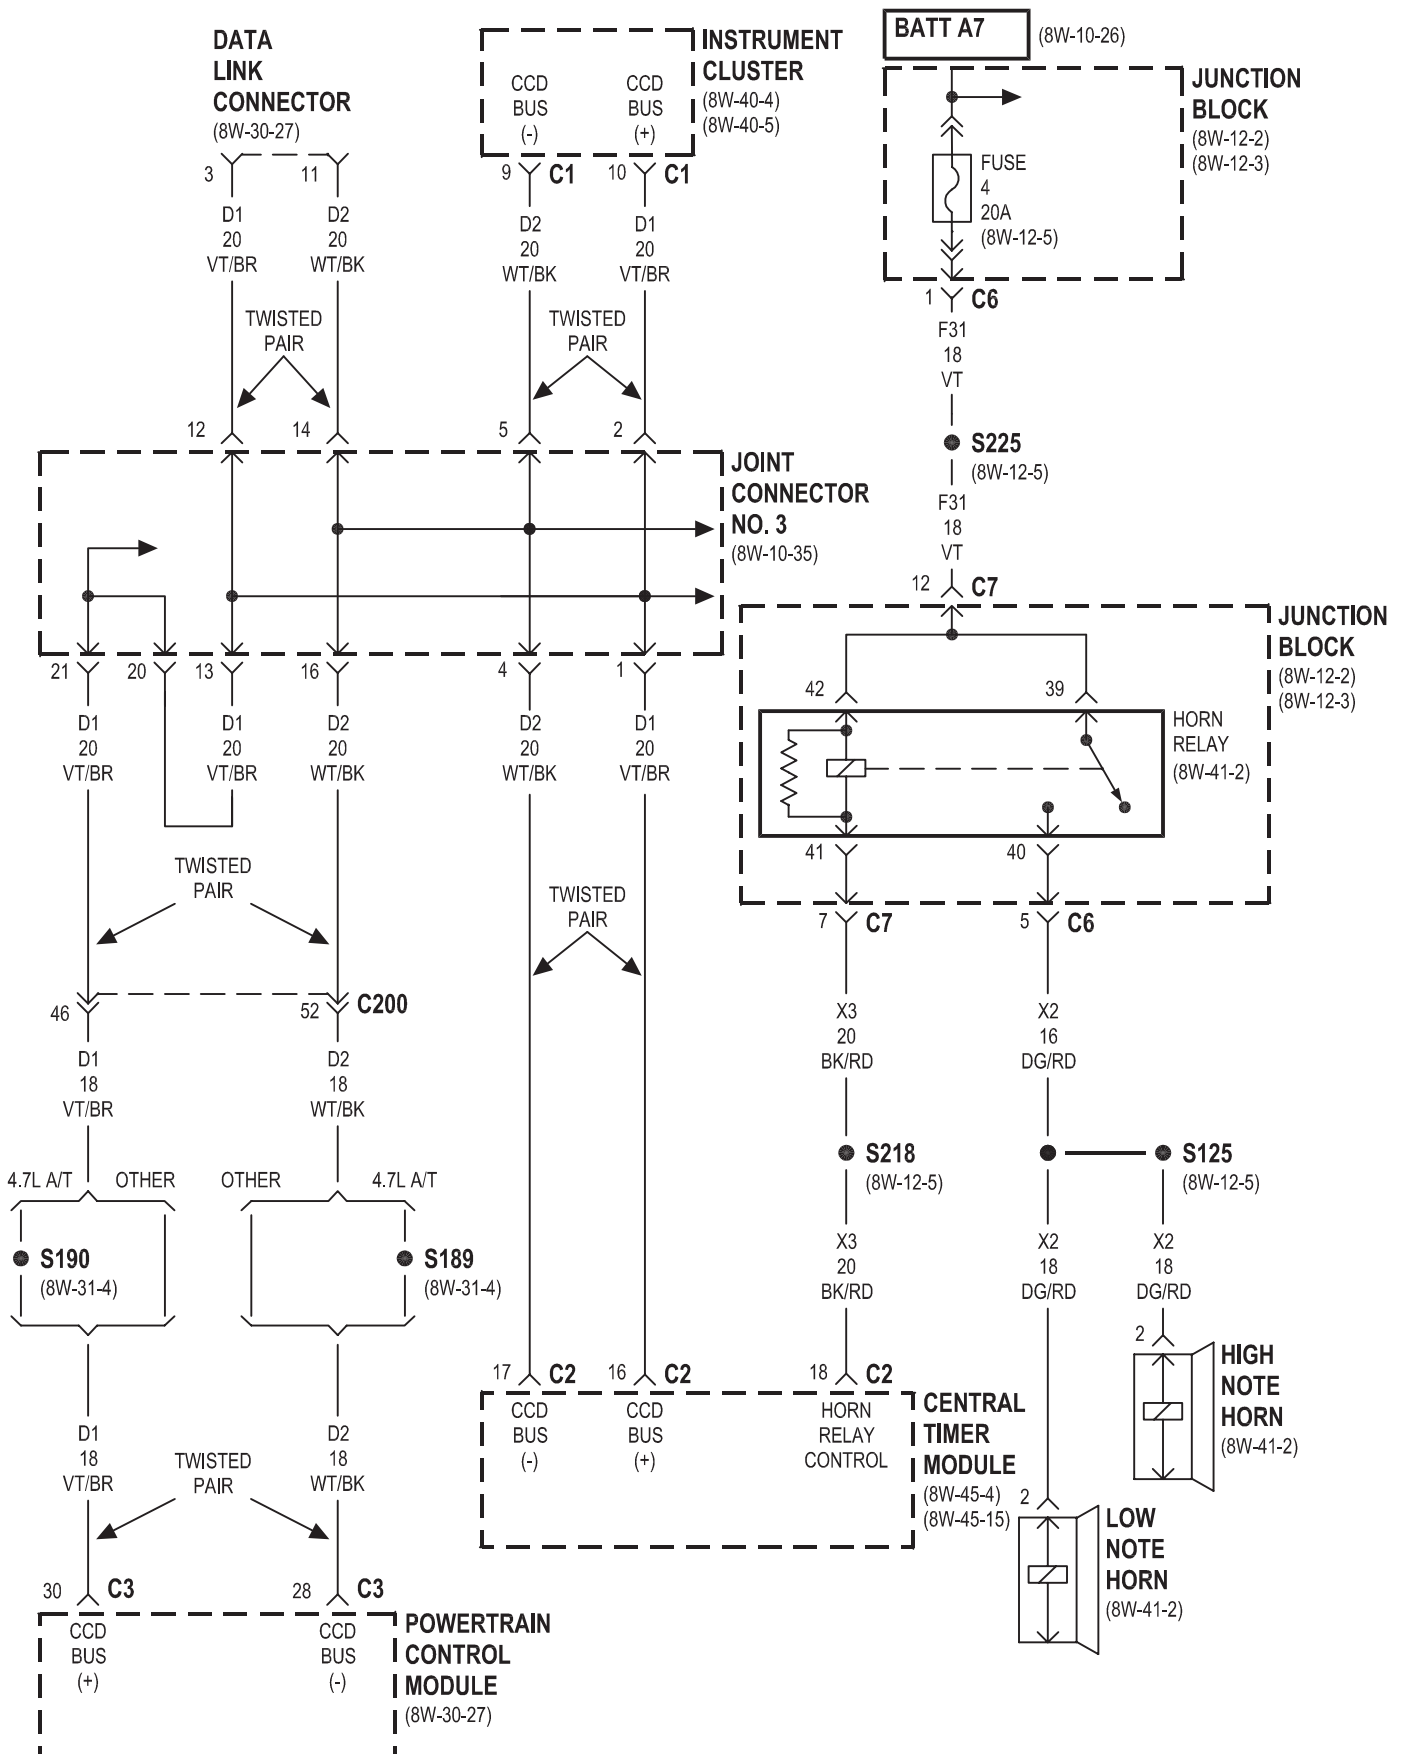 DATA
LINK
CONNECTOR
(8W-30-27)
3
11
D1
20
VT/BR
D2
20
WT/BK
TWISTED
PAIR
INSTRUMENT
CLUSTER
(8W-40-4)
(8W-40-5)
CCD
BUS
(-)
CCD
BUS
(+)
9 C1
10 C1
D2
20
WT/BK
D1
20
VT/BR
TWISTED
PAIR
BATT A7
(8W-10-26)
JUNCTION
BLOCK
(8W-12-2)
(8W-12-3)
FUSE
4
20A
(8W-12-5)
1 C6
F31
18
VT
S225
(8W-12-5)
F31
18
VT
12 C7
12
14
5
2
JOINT
CONNECTOR
NO. 3
(8W-10-35)
21
20
13
16
4
1
D1
20
VT/BR
D1
20
VT/BR
D2
20
WT/BK
D2
20
WT/BK
D1
20
VT/BR
JUNCTION
BLOCK
(8W-12-2)
(8W-12-3)
42
39
HORN
RELAY
(8W-41-2)
41
40
7 C7
5 C6
TWISTED
PAIR
TWISTED
PAIR
46
52 C200
D1
18
VT/BR
D2
18
WT/BK
X3
20
BK/RD
X2
16
DG/RD
S218
(8W-12-5)
S125
(8W-12-5)
4.7L A/T
OTHER
OTHER
4.7L A/T
S190
(8W-31-4)
S189
(8W-31-4)
X3
20
BK/RD
X2
18
DG/RD
X2
18
DG/RD
2
HIGH
NOTE
HORN
(8W-41-2)
17 C2
16 C2
18 C2
CCD
BUS
(-)
CCD
BUS
(+)
HORN
RELAY
CONTROL
CENTRAL
TIMER
MODULE
(8W-45-4)
(8W-45-15)
2
LOW
NOTE
HORN
(8W-41-2)
D1
18
VT/BR
D2
18
WT/BK
TWISTED
PAIR
30 C3
28 C3
CCD
BUS
(+)
CCD
BUS
(-)
POWERTRAIN
CONTROL
MODULE
(8W-30-27)